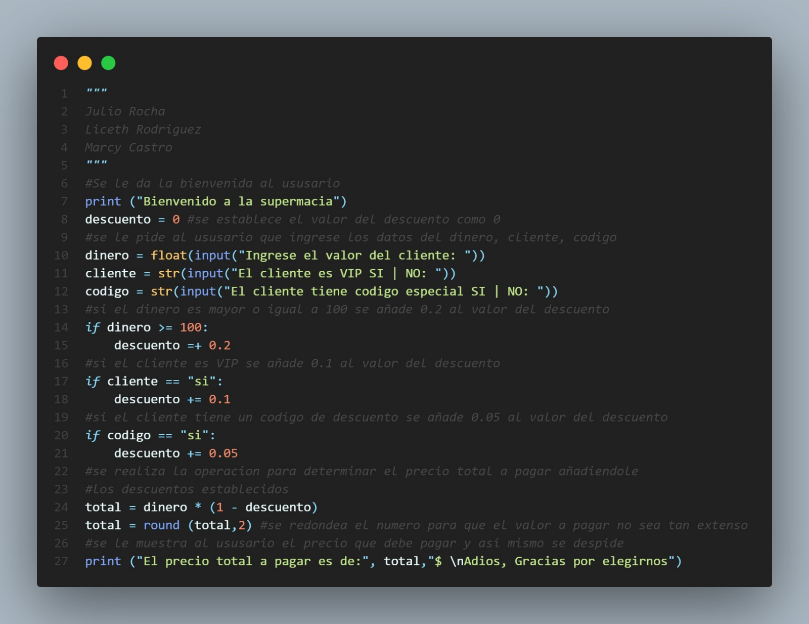 1 """
2 Julio Rocha
3 Liceth Rodriguez
4 Marcy Castro
5 """
6 #Se le da la bienvenida al ususario
7 print ("Bienvenido a la supermacia")
8 descuento = 0 #se establece el valor del descuento como 0
9 #se le pide al ususario que ingrese los datos del dinero, cliente, codigo
10 dinero = float(input("Ingrese el valor del cliente: "))
11 cliente = str(input("El cliente es VIP SI | NO: "))
12 codigo = str(input("El cliente tiene codigo especial SI | NO: "))
13 #si el dinero es mayor o igual a 100 se añade 0.2 al valor del descuento
14 if dinero >= 100:
15     descuento =+ 0.2
16 #si el cliente es VIP se añade 0.1 al valor del descuento
17 if cliente == "si":
18     descuento += 0.1
19 #si el cliente tiene un codigo de descuento se añade 0.05 al valor del descuento
20 if codigo == "si":
21     descuento += 0.05
22 #se realiza la operacion para determinar el precio total a pagar añadiendole
23 #los descuentos establecidos
24 total = dinero * (1 - descuento)
25 total = round (total,2) #se redondea el numero para que el valor a pagar no sea tan extenso
26 #se le muestra al ususario el precio que debe pagar y asi mismo se despide
27 print ("El precio total a pagar es de:", total,"$ \nAdios, Gracias por elegirnos")